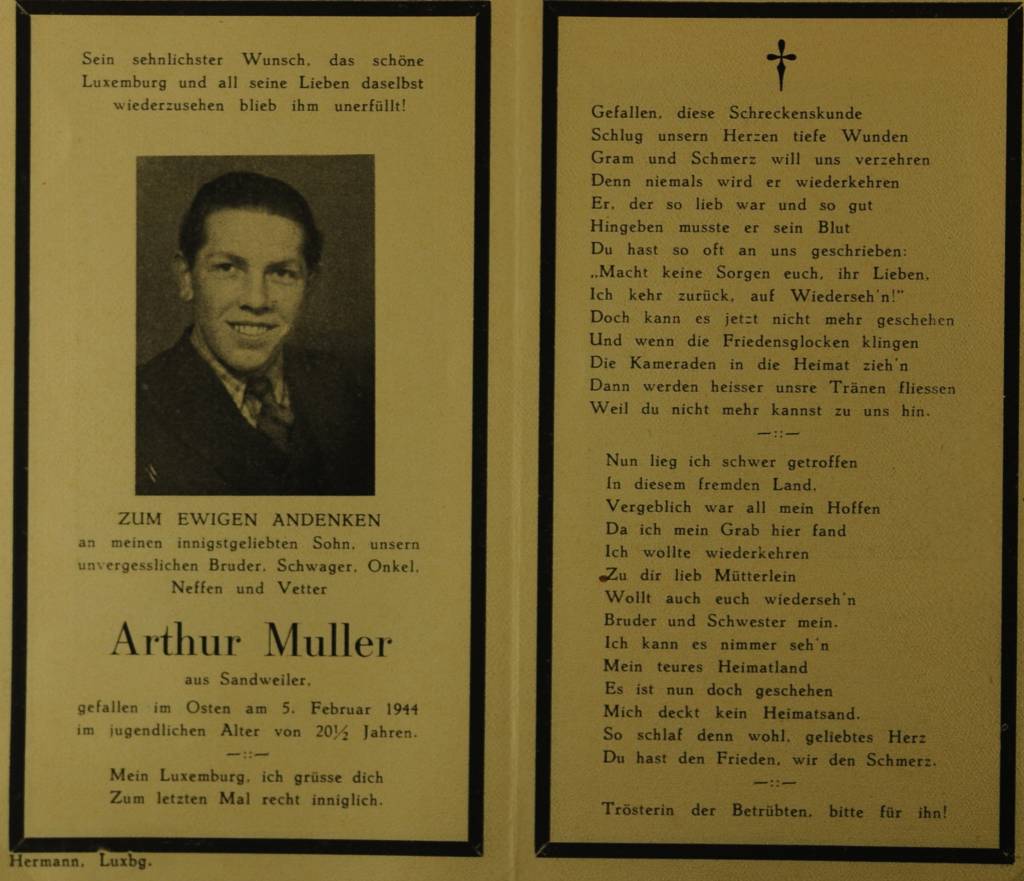 Sein sehnlichster Wunsch, das schöne
Luxemburg und all seine Lieben daselbst
wiederzusehen blieb ihm unerfüllt!
ZUM EWIGEN ANDENKEN
an meinen innigstgeliebten Sohn, unsern
unvergesslichen Bruder, Schwager, Onkel,
Neffen und Vetter
Arthur Muller
aus Sandweiler,
gefallen im Osten am 5. Februar 1944
im jugendlichen Alter von 20½ Jahren.
—::—
Mein Luxemburg, ich grüsse dich
Zum letzten Mal recht inniglich.
Hermann, Luxbg.
Gefallen, diese Schreckenskunde
Schlug unsern Herzen tiefe Wunden
Gram und Schmerz will uns verzehren
Denn niemals wird er wiederkehren
Er, der so lieb war und so gut
Hingeben musste er sein Blut
Du hast so oft an uns geschrieben:
„Macht keine Sorgen euch, ihr Lieben,
Ich kehr zurück, auf Wiederseh'n!"
Doch kann es jetzt nicht mehr geschehen
Und wenn die Friedensglocken klingen
Die Kameraden in die Heimat zieh'n
Dann werden heisser unsre Tränen fliessen
Weil du nicht mehr kannst zu uns hin.
—::—
Nun lieg ich schwer getroffen
In diesem fremden Land,
Vergeblich war all mein Hoffen
Da ich mein Grab hier fand
Ich wollte wiederkehren
Zu dir lieb Mütterlein
Wollt auch euch wiederseh'n
Bruder und Schwester mein.
Ich kann es nimmer seh'n
Mein teures Heimatland
Es ist nun doch geschehen
Mich deckt kein Heimatsand.
So schlaf denn wohl, geliebtes Herz
Du hast den Frieden, wir den Schmerz.
—::—
Trösterin der Betrübten, bitte für ihn!